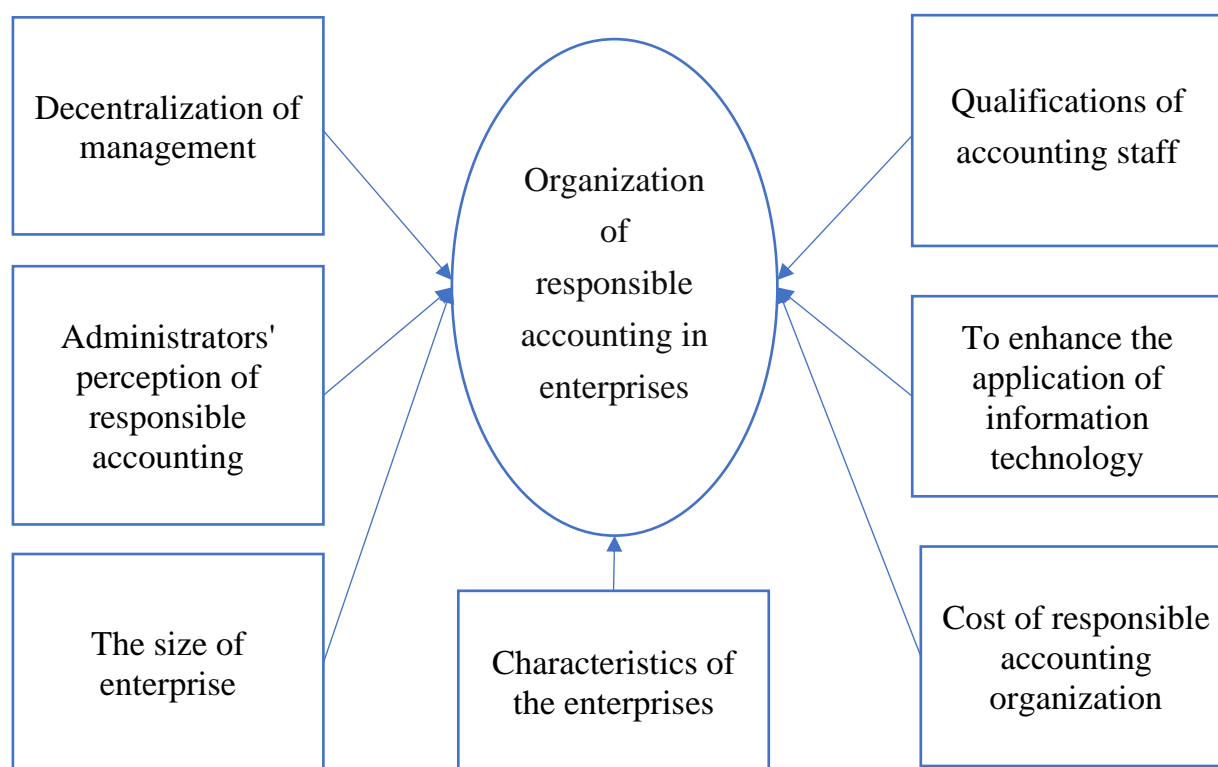 Decentralization of
management
Administrators'
perception of
responsible
accounting
The size of
enterprise
Organization
of
responsible
accounting in
enterprises
Characteristics of
the enterprises
Qualifications of
accounting staff
To enhance the
application of
information
technology
Cost of responsible
accounting
organization